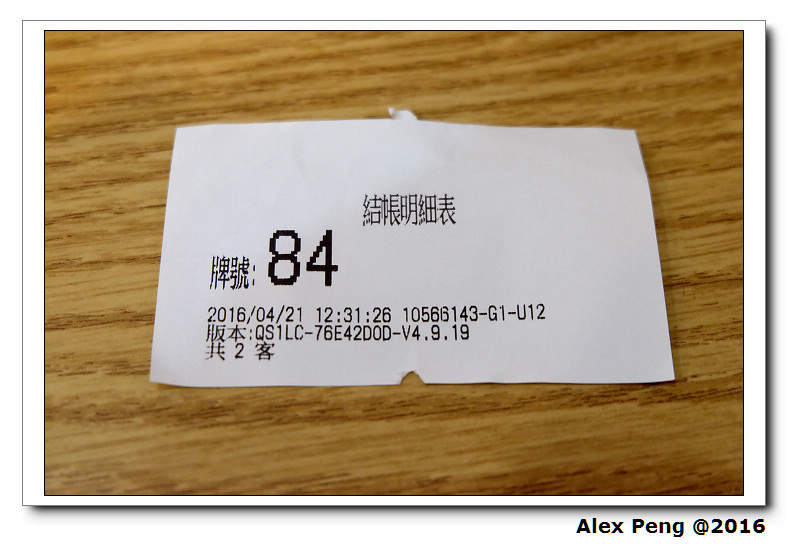 結帳明細表
牌號: 84
2016/04/21 12:31:26 10566143-G1-U12
版本:QS1LC-76E42D0D-V4.9.19
共 2 客
Alex Peng @2016